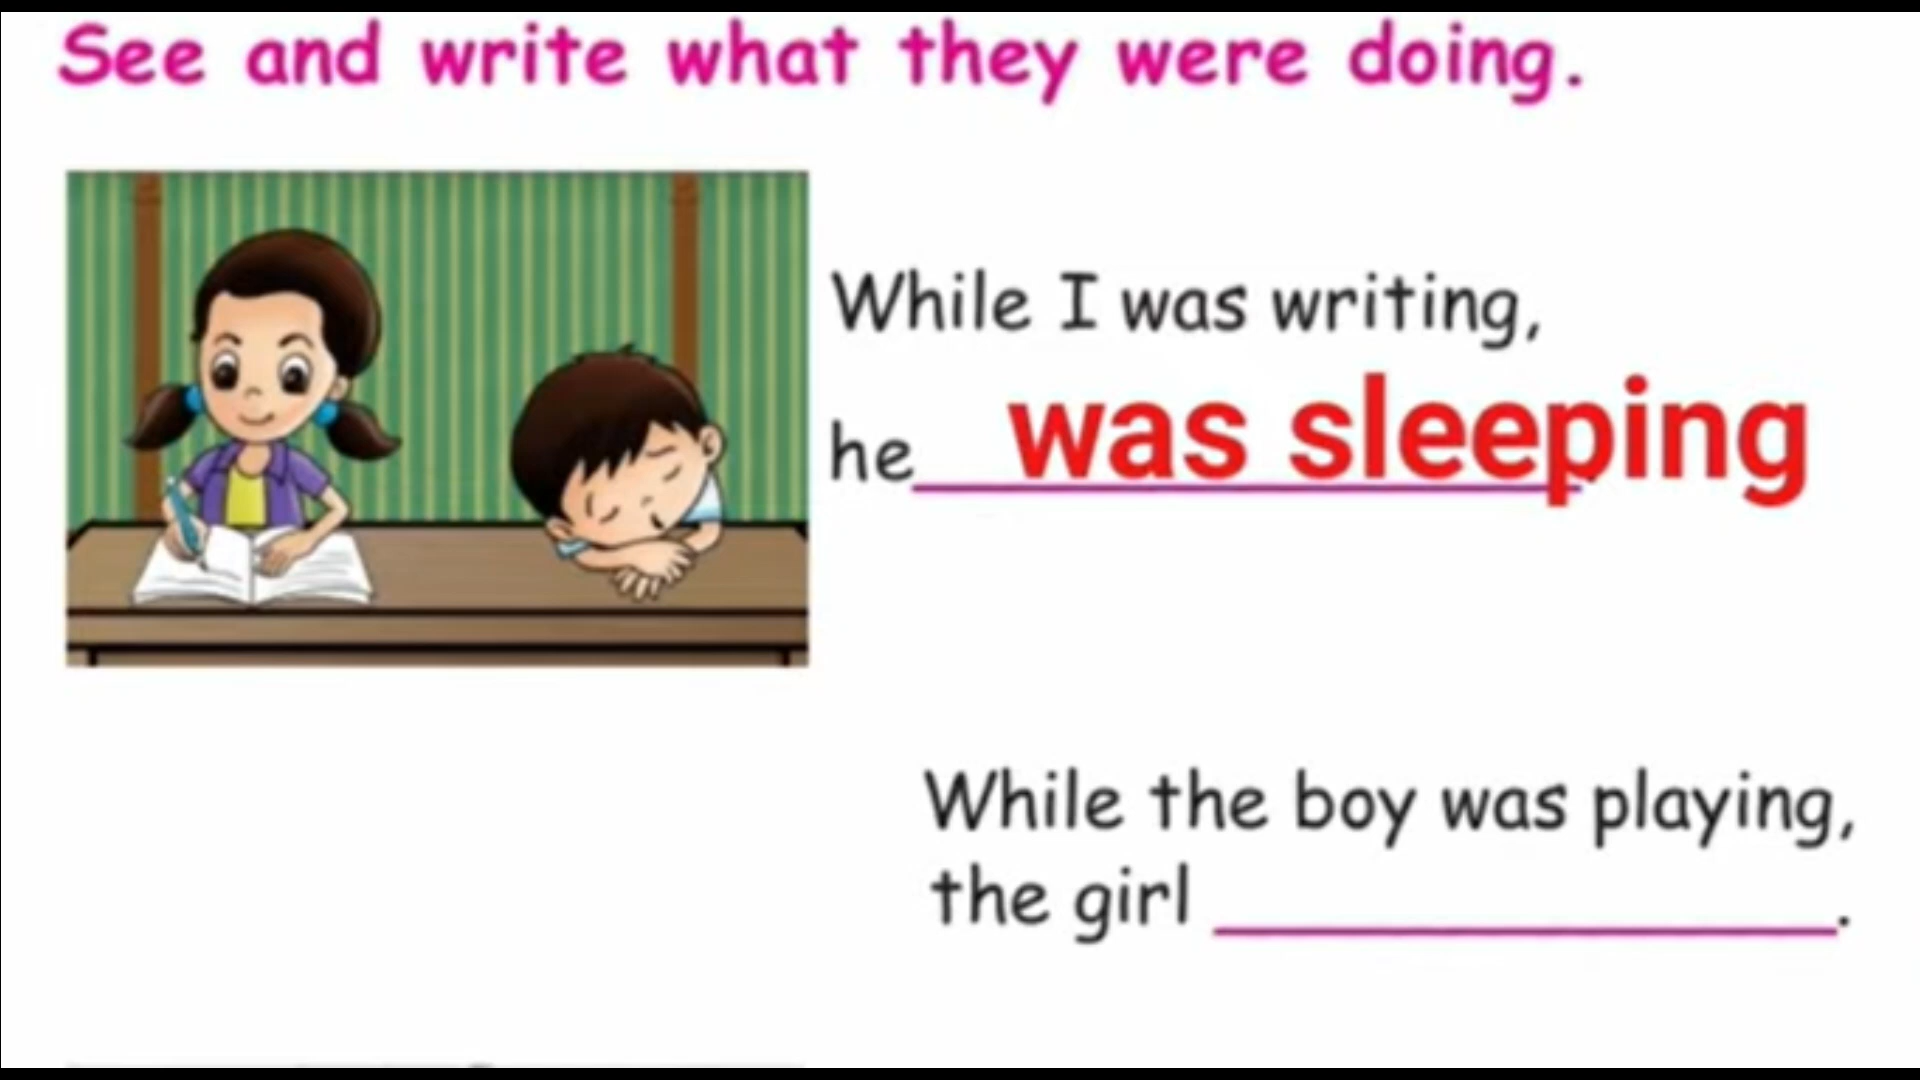 See and write what they were doing.
While I was writing,
he was sleeping
While the boy was playing,
the girl ____________.